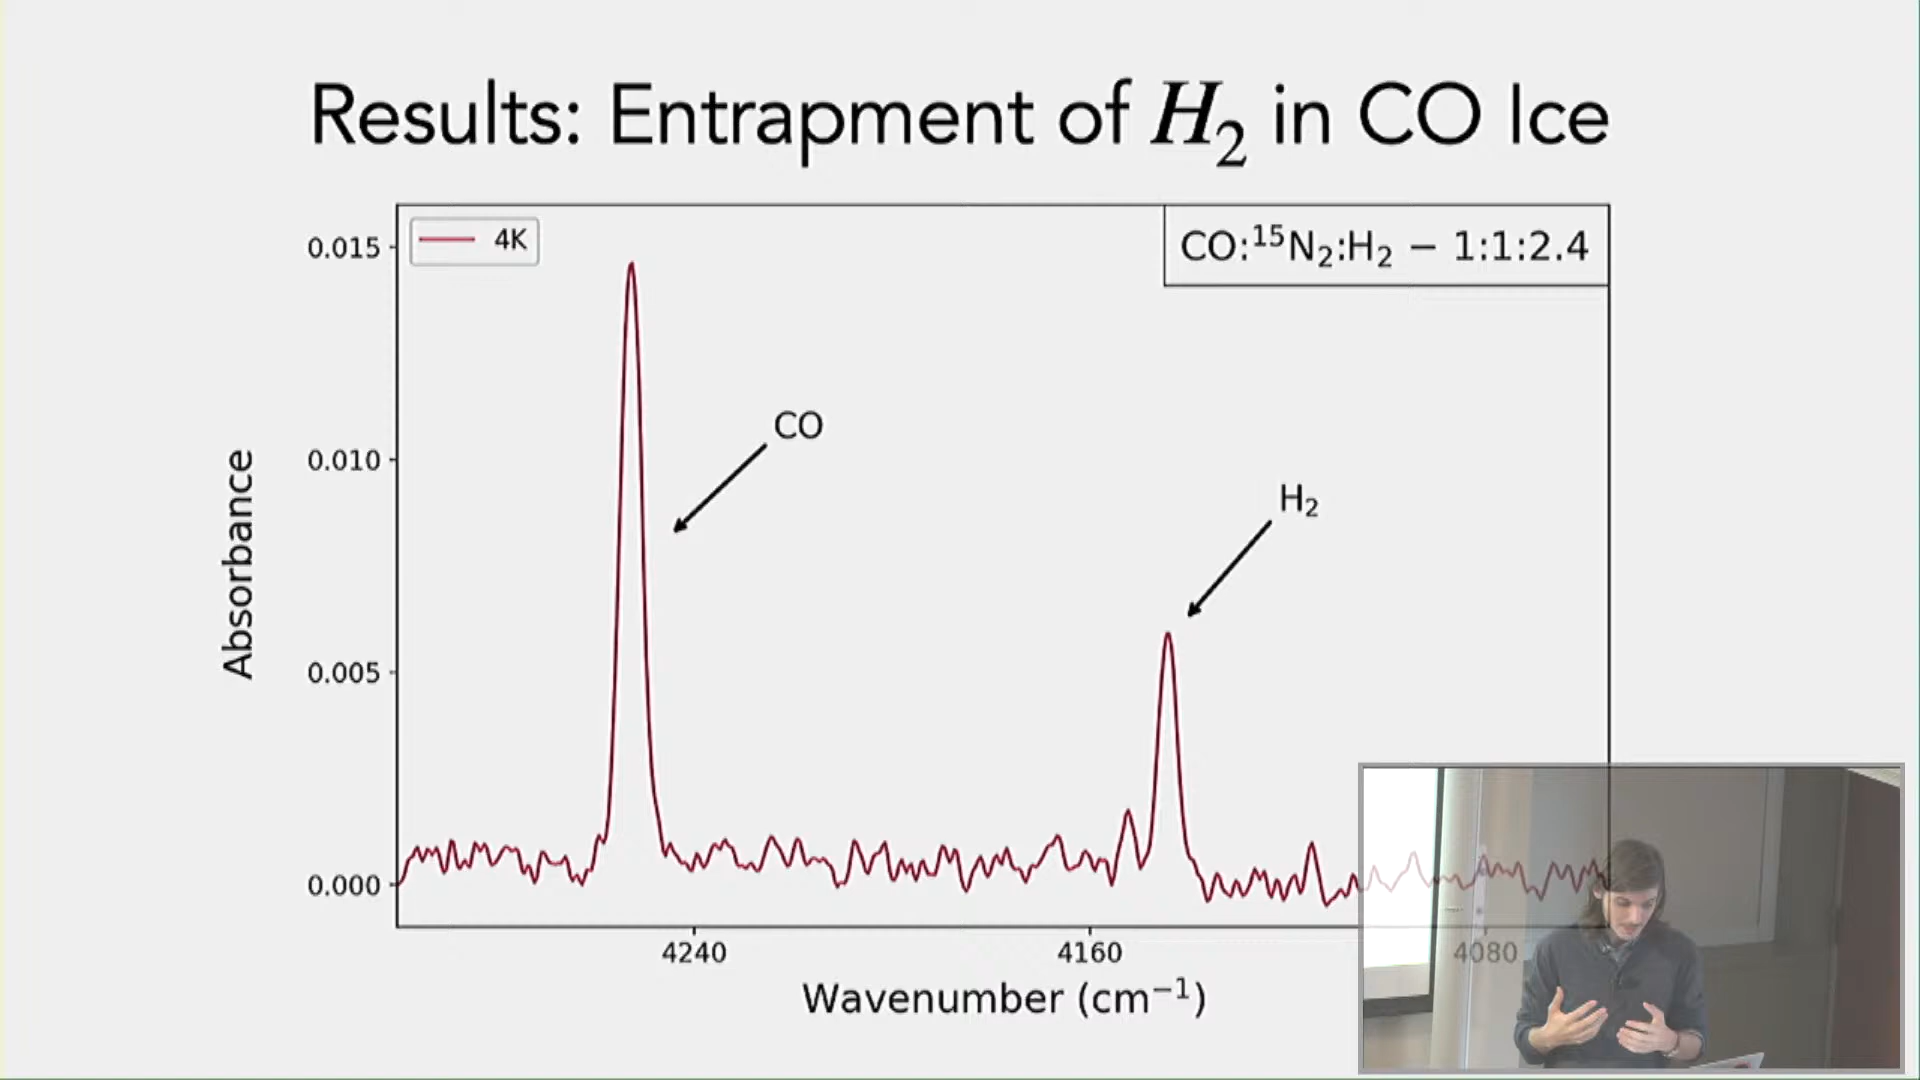 Results: Entrapment of H₂ in CO Ice
4K
CO:¹⁵N₂:H₂ − 1:1:2.4
0.015
0.010
0.005
0.000
CO
H₂
Absorbance
4240
4160
4080
Wavenumber (cm⁻¹)